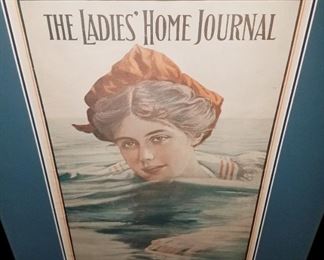 THE LADIES' HOME JOURNAL